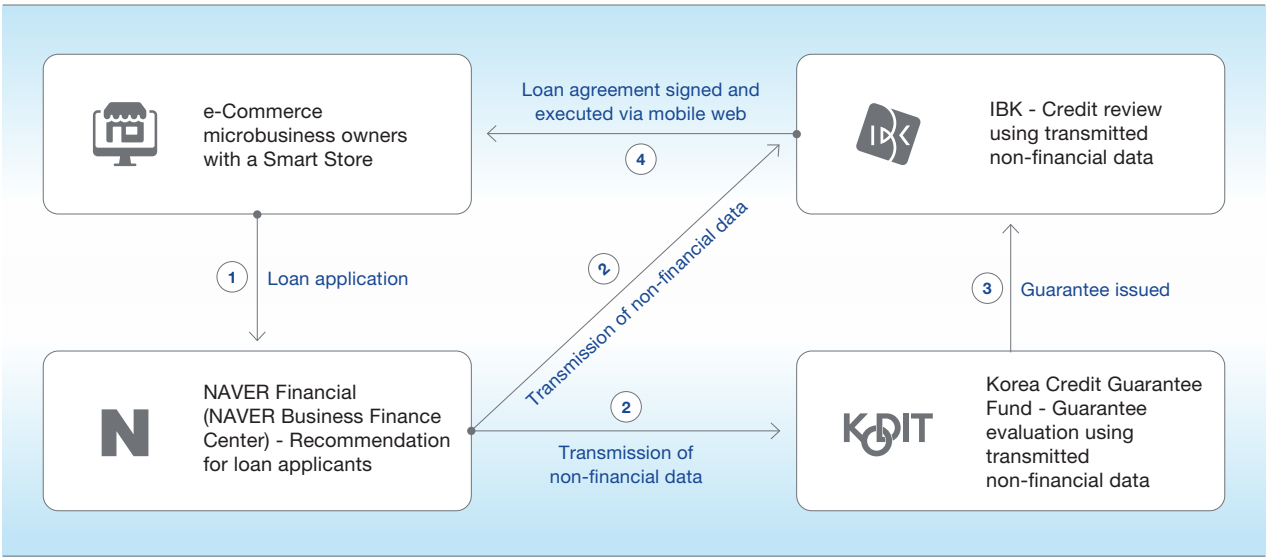 e-Commerce
microbusiness owners
with a Smart Store
Loan agreement signed and
executed via mobile web
4
IBK
IBK - Credit review
using transmitted
non-financial data
1
Loan application
2
Transmission of non-financial data
3
Guarantee issued
N
NAVER Financial
(NAVER Business Finance
Center) - Recommendation
for loan applicants
2
Transmission of
non-financial data
KODIT
Korea Credit Guarantee
Fund - Guarantee
evaluation using
transmitted
non-financial data